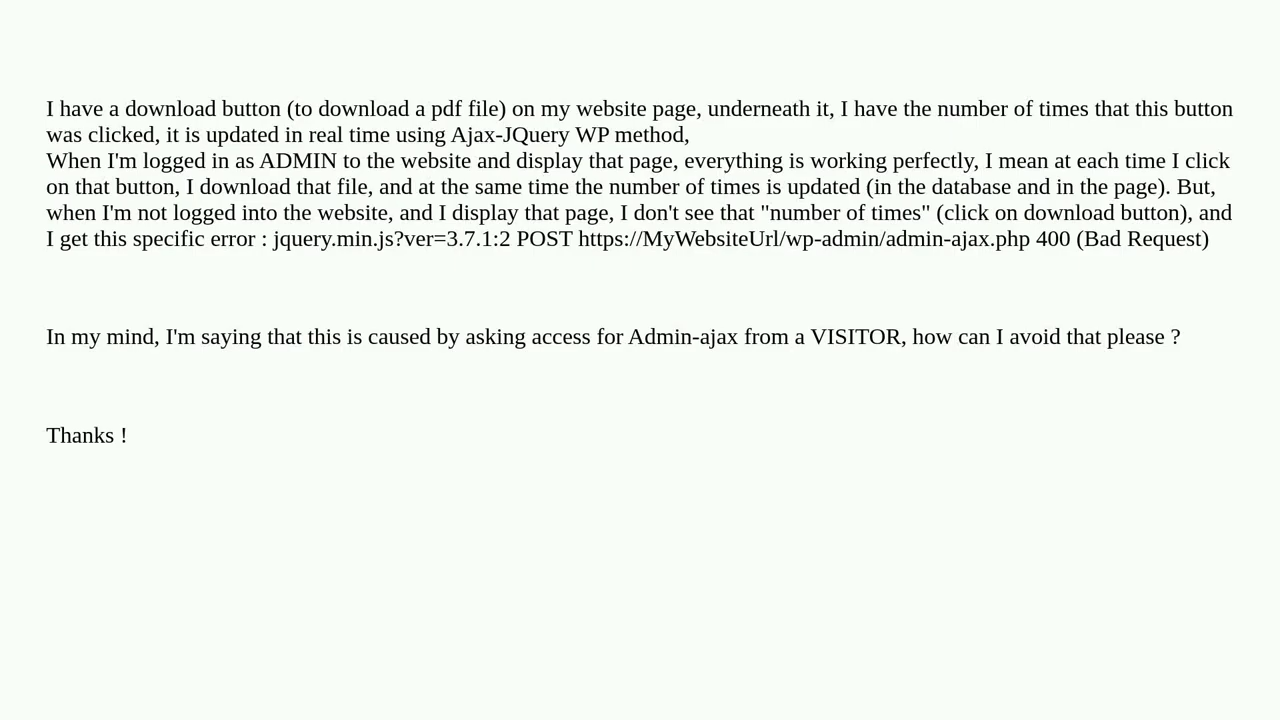 I have a download button (to download a pdf file) on my website page, underneath it, I have the number of times that this button
was clicked, it is updated in real time using Ajax-JQuery WP method,
When I'm logged in as ADMIN to the website and display that page, everything is working perfectly, I mean at each time I click
on that button, I download that file, and at the same time the number of times is updated (in the database and in the page). But,
when I'm not logged into the website, and I display that page, I don't see that "number of times" (click on download button), and
I get this specific error : jquery.min.js?ver=3.7.1:2 POST https://MyWebsiteUrl/wp-admin/admin-ajax.php 400 (Bad Request)
In my mind, I'm saying that this is caused by asking access for Admin-ajax from a VISITOR, how can I avoid that please ?
Thanks !